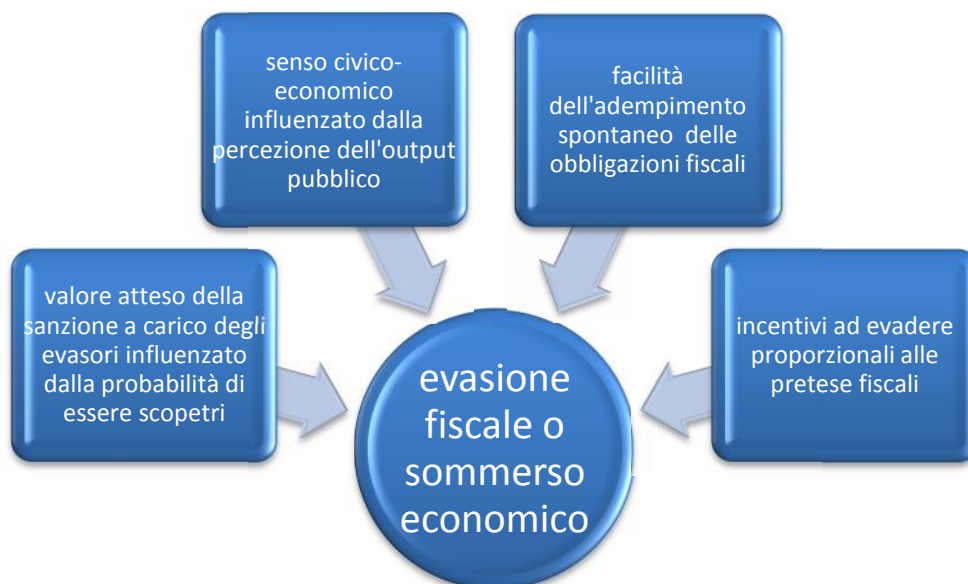 senso civico-
economico
influenzato dalla
percezione dell'output
pubblico
facilità
dell'adempimento
spontaneo delle
obbligazioni fiscali
valore atteso della
sanzione a carico degli
evasori influenzato
dalla probabilità di
essere scopetri
incentivi ad evadere
proporzionali alle
pretese fiscali
evasione
fiscale o
sommerso
economico